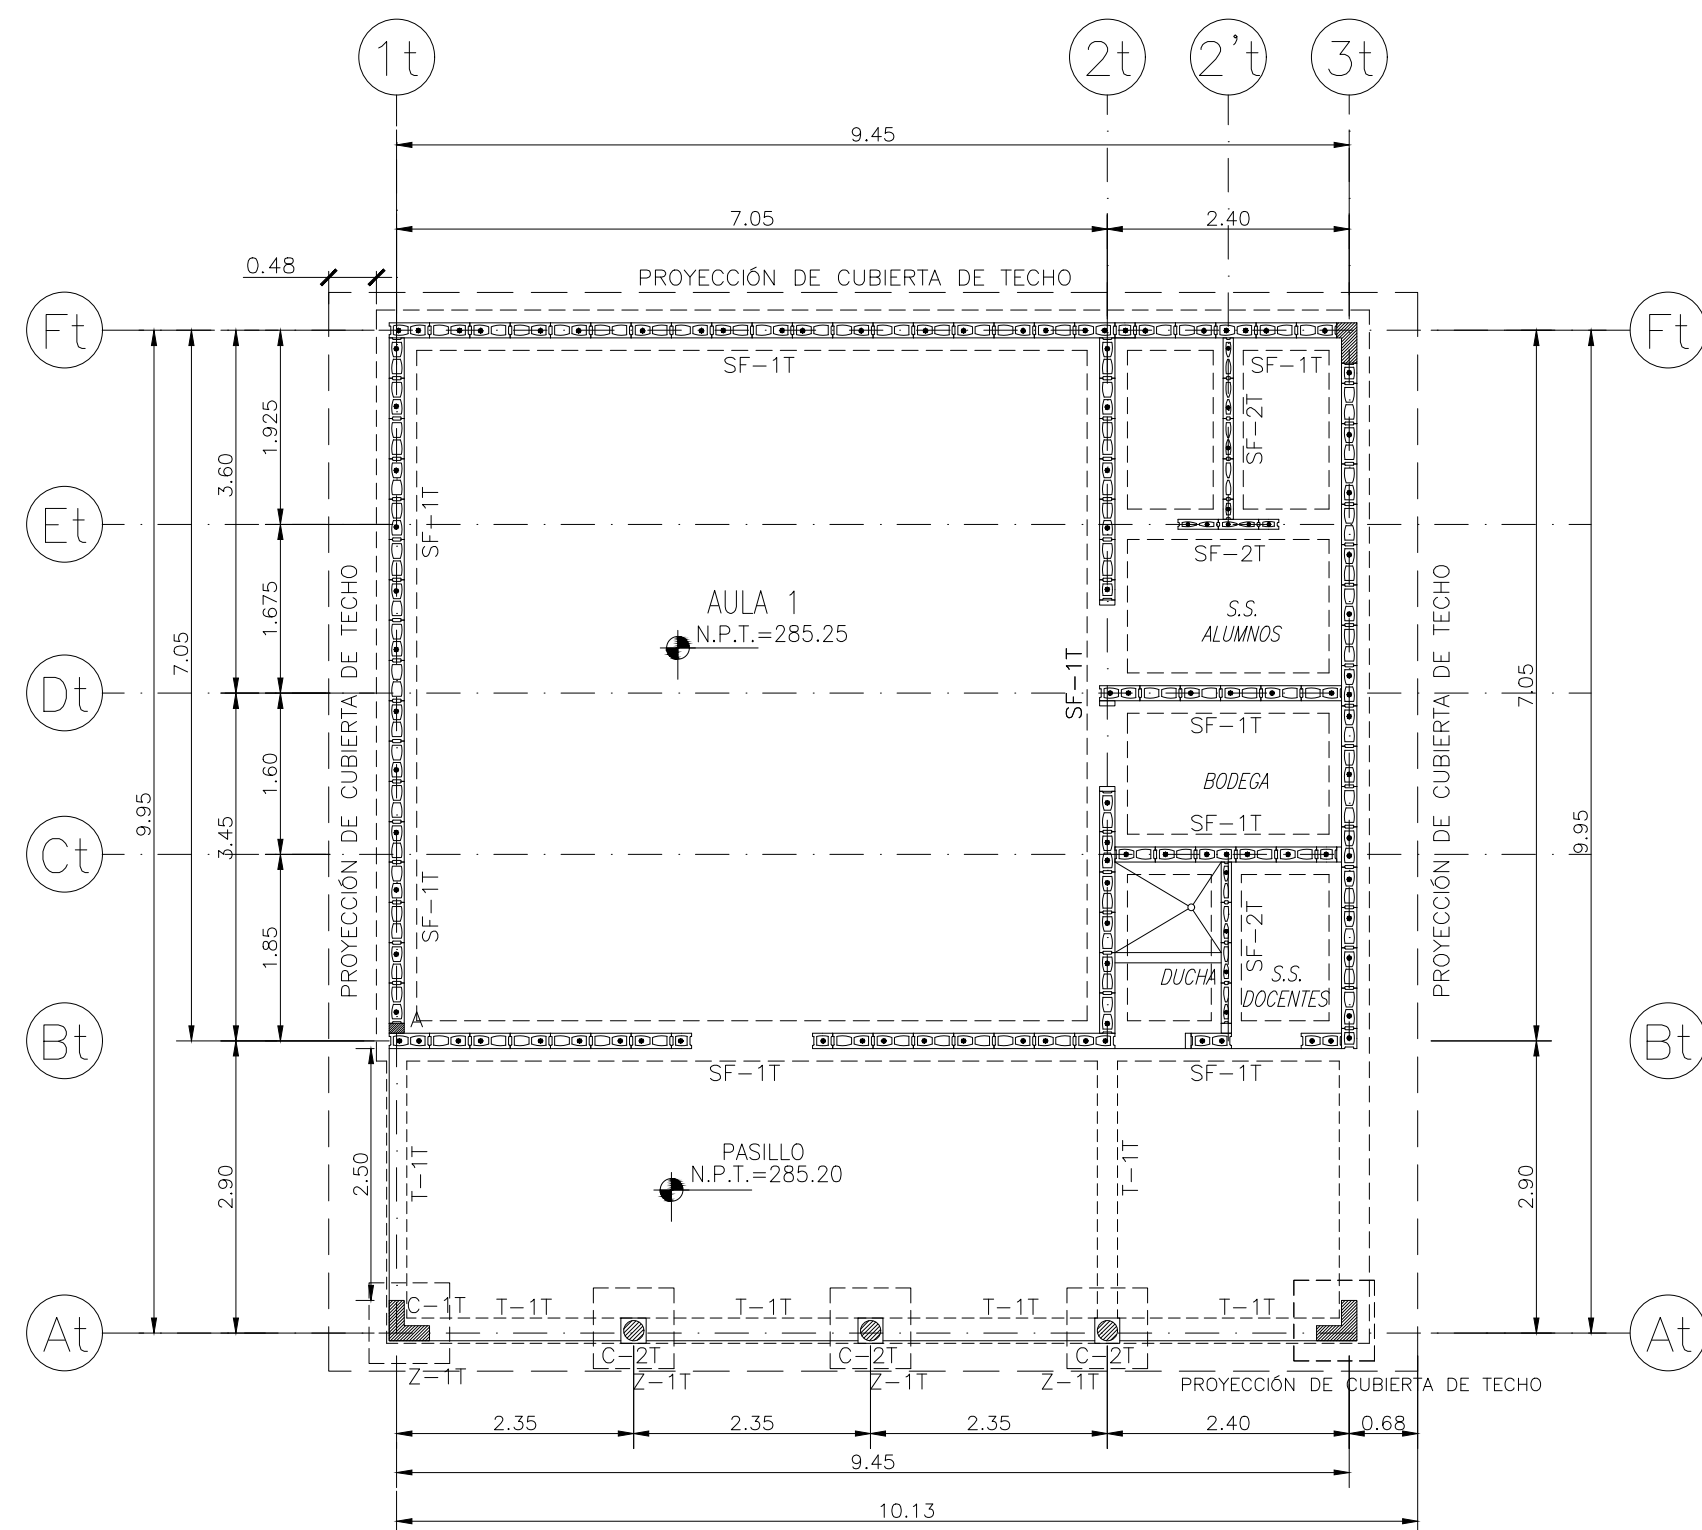 1t
2t
2't
3t
9.45
7.05
2.40
0.48
PROYECCIÓN DE CUBIERTA DE TECHO
Ft
Ft
SF-1T
SF-1T
1.925
3.60
SF-2T
SF-1T
Et
SF-2T
1.675
7.05
AULA 1
N.P.T.=285.25
S.S.
ALUMNOS
PROYECCIÓN DE CUBIERTA DE TECHO
PROYECCIÓN DE CUBIERTA DE TECHO
7.05
Dt
SF-1T
SF-1T
1.60
BODEGA
9.95
3.45
SF-1T
9.95
Ct
SF-1T
1.85
SF-2T
DUCHA
S.S.
DOCENTES
Bt
Bt
SF-1T
SF-1T
PASILLO
N.P.T.=285.20
T-1T
T-1T
2.50
2.90
2.90
At
At
C-1T
T-1T
T-1T
T-1T
T-1T
C-2T
C-2T
C-2T
Z-1T
Z-1T
Z-1T
Z-1T
PROYECCIÓN DE CUBIERTA DE TECHO
2.35
2.35
2.35
2.40
0.68
9.45
10.13